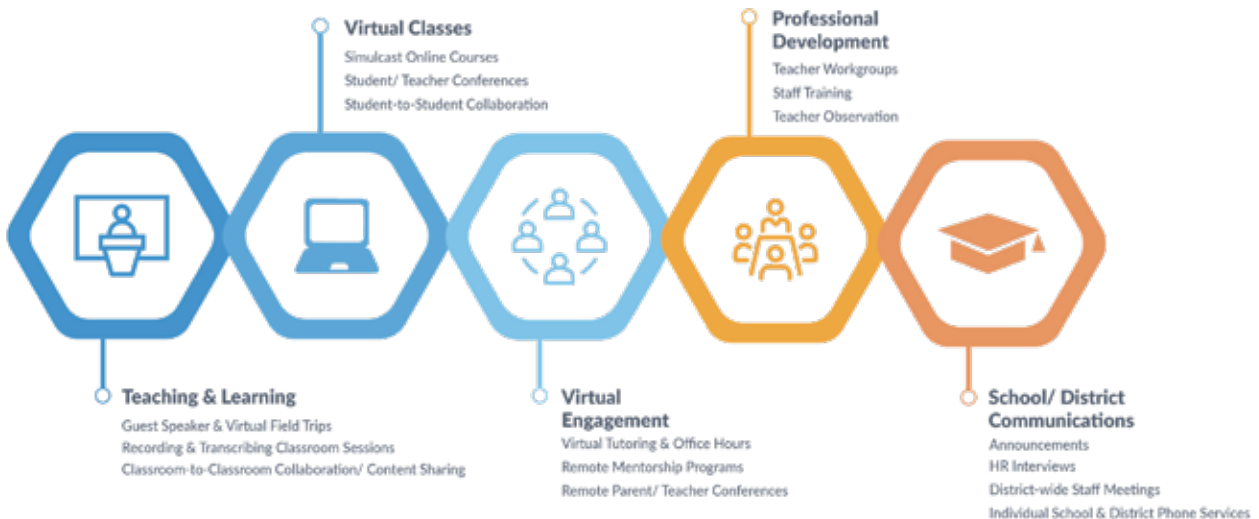 Virtual Classes
Simulcast Online Courses
Student/ Teacher Conferences
Student-to-Student Collaboration
Professional
Development
Teacher Workgroups
Staff Training
Teacher Observation
Teaching & Learning
Guest Speaker & Virtual Field Trips
Recording & Transcribing Classroom Sessions
Classroom-to-Classroom Collaboration/ Content Sharing
Virtual
Engagement
Virtual Tutoring & Office Hours
Remote Mentorship Programs
Remote Parent/ Teacher Conferences
School/ District
Communications
Announcements
HR Interviews
District-wide Staff Meetings
Individual School & District Phone Services